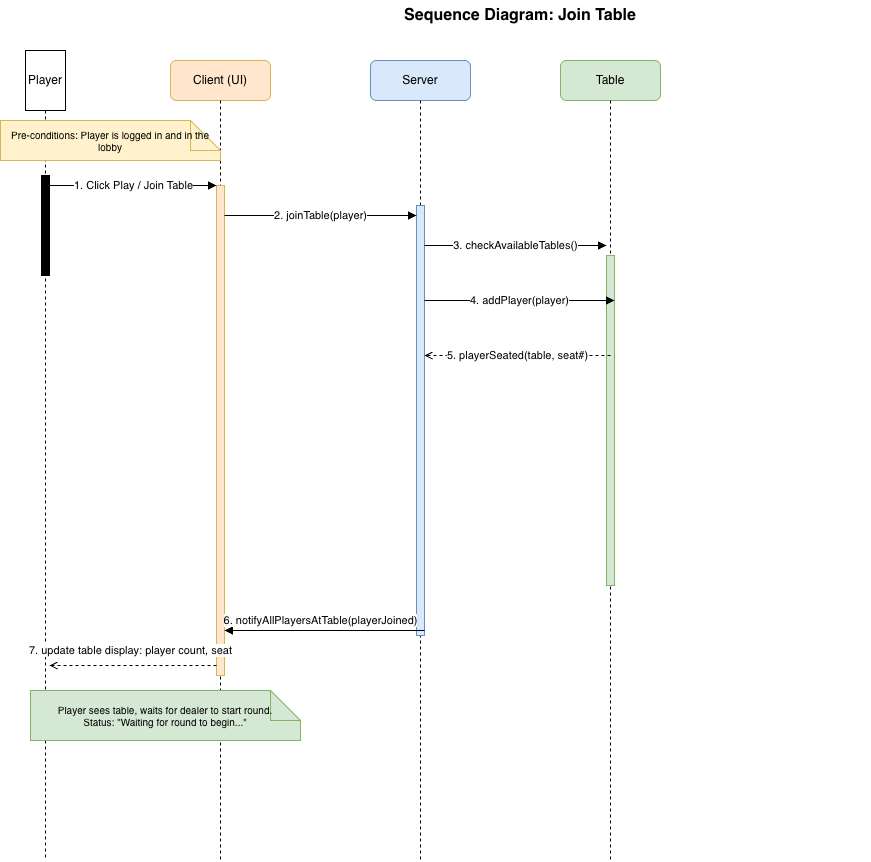 Sequence Diagram: Join Table
Player
Client (UI)
Server
Table
Pre-conditions: Player is logged in and in the
lobby
1. Click Play / Join Table
2. joinTable(player)
3. checkAvailableTables()
4. addPlayer(player)
5. playerSeated(table, seat#)
6. notifyAllPlayersAtTable(playerJoined)
7. update table display: player count, seat
Player sees table, waits for dealer to start round.
Status: "Waiting for round to begin..."